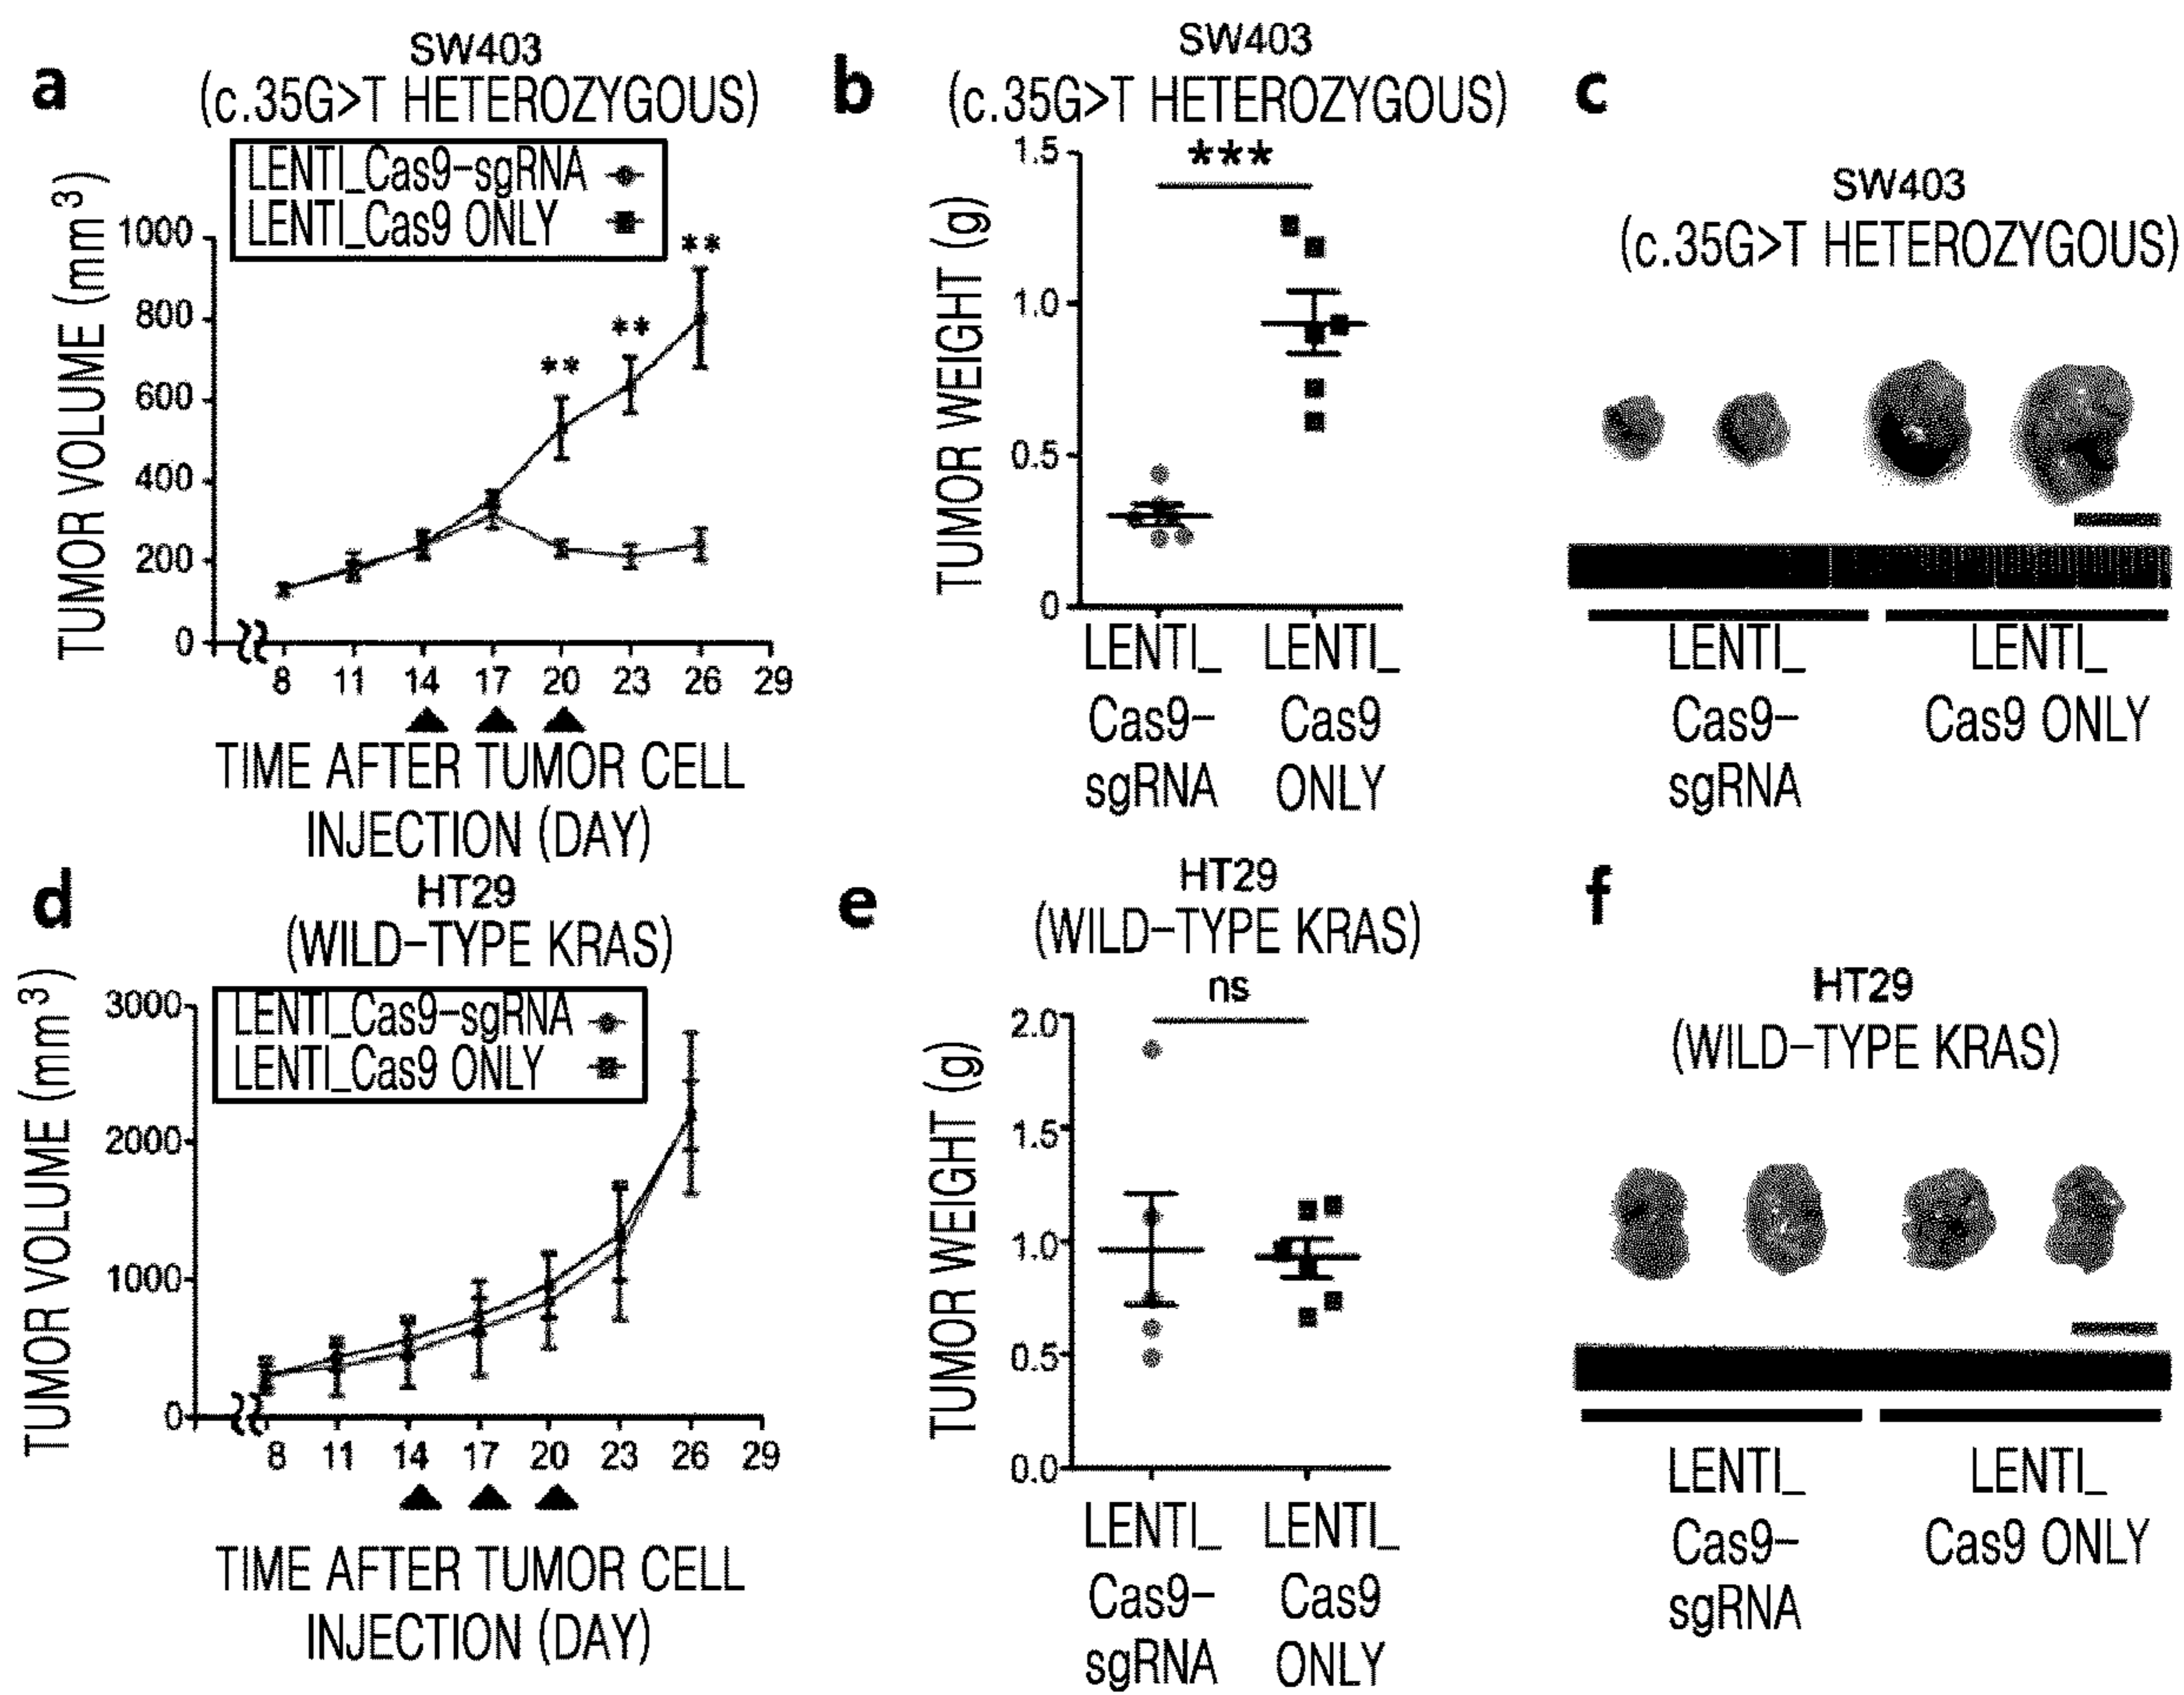 a
SW403
(c.35G>T HETEROZYGOUS)
LENTI_Cas9-sgRNA
LENTI_Cas9 ONLY
TUMOR VOLUME (mm³)
1000
800
600
400
200
0
**
**
**
8 11 14 17 20 23 26 29
TIME AFTER TUMOR CELL
INJECTION (DAY)
b
SW403
(c.35G>T HETEROZYGOUS)
***
TUMOR WEIGHT (g)
1.5
1.0
0.5
0
LENTI_ LENTI_
Cas9- Cas9
sgRNA ONLY
c
SW403
(c.35G>T HETEROZYGOUS)
LENTI_ LENTI_
Cas9- Cas9 ONLY
sgRNA
d
HT29
(WILD-TYPE KRAS)
LENTI_Cas9-sgRNA
LENTI_Cas9 ONLY
TUMOR VOLUME (mm³)
3000
2000
1000
0
8 11 14 17 20 23 26 29
TIME AFTER TUMOR CELL
INJECTION (DAY)
e
HT29
(WILD-TYPE KRAS)
ns
TUMOR WEIGHT (g)
2.0
1.5
1.0
0.5
0.0
LENTI_ LENTI_
Cas9- Cas9
sgRNA ONLY
f
HT29
(WILD-TYPE KRAS)
LENTI_ LENTI_
Cas9- Cas9 ONLY
sgRNA